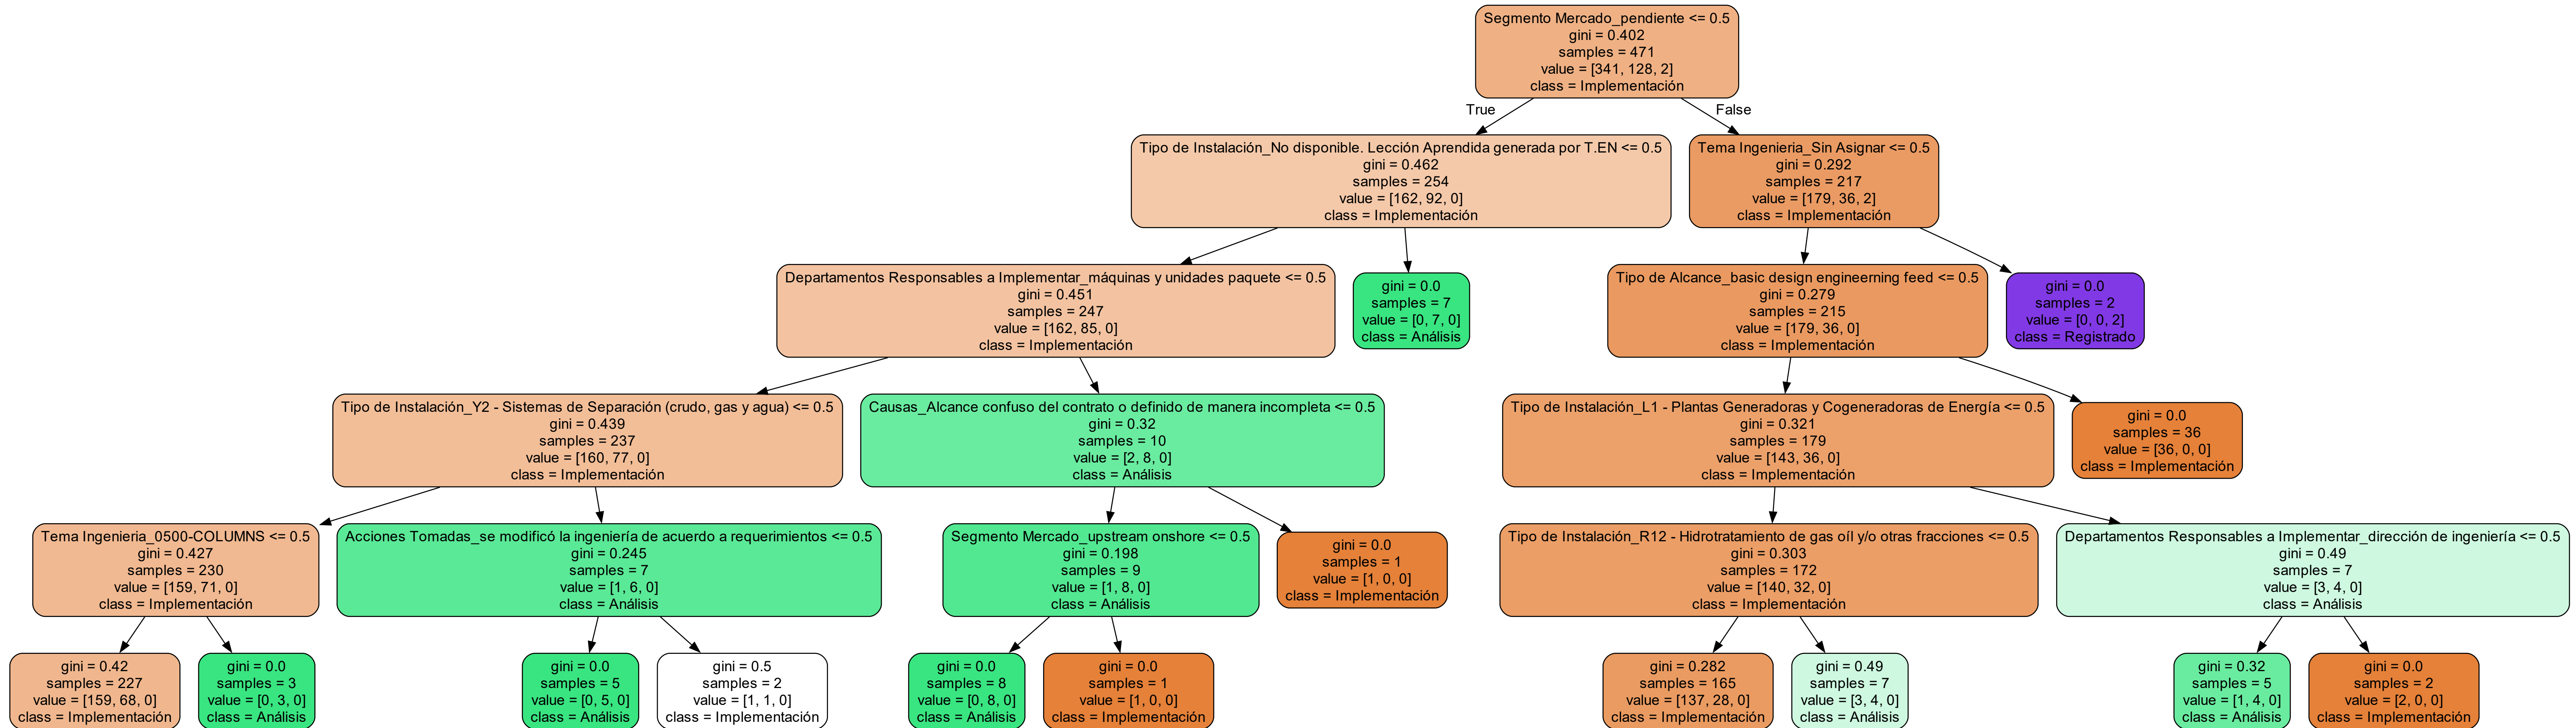 Segmento Mercado_pendiente <= 0.5
gini = 0.402
samples = 471
value = [341, 128, 2]
class = Implementación
True
False
Tipo de Instalación_No disponible. Lección Aprendida generada por T.EN <= 0.5
gini = 0.462
samples = 254
value = [162, 92, 0]
class = Implementación
Tema Ingenieria_Sin Asignar <= 0.5
gini = 0.292
samples = 217
value = [179, 36, 2]
class = Implementación
Departamentos Responsables a Implementar_máquinas y unidades paquete <= 0.5
gini = 0.451
samples = 247
value = [162, 85, 0]
class = Implementación
gini = 0.0
samples = 7
value = [0, 7, 0]
class = Análisis
Tipo de Alcance_basic design engineerning feed <= 0.5
gini = 0.279
samples = 215
value = [179, 36, 0]
class = Implementación
gini = 0.0
samples = 2
value = [0, 0, 2]
class = Registrado
Tipo de Instalación_Y2 - Sistemas de Separación (crudo, gas y agua) <= 0.5
gini = 0.439
samples = 237
value = [160, 77, 0]
class = Implementación
Causas_Alcance confuso del contrato o definido de manera incompleta <= 0.5
gini = 0.32
samples = 10
value = [2, 8, 0]
class = Análisis
Tipo de Instalación_L1 - Plantas Generadoras y Cogeneradoras de Energía <= 0.5
gini = 0.321
samples = 179
value = [143, 36, 0]
class = Implementación
gini = 0.0
samples = 36
value = [36, 0, 0]
class = Implementación
Tema Ingenieria_0500-COLUMNS <= 0.5
gini = 0.427
samples = 230
value = [159, 71, 0]
class = Implementación
Acciones Tomadas_se modificó la ingeniería de acuerdo a requerimientos <= 0.5
gini = 0.245
samples = 7
value = [1, 6, 0]
class = Análisis
Segmento Mercado_upstream onshore <= 0.5
gini = 0.198
samples = 9
value = [1, 8, 0]
class = Análisis
gini = 0.0
samples = 1
value = [1, 0, 0]
class = Implementación
Tipo de Instalación_R12 - Hidrotratamiento de gas oíl y/o otras fracciones <= 0.5
gini = 0.303
samples = 172
value = [140, 32, 0]
class = Implementación
Departamentos Responsables a Implementar_dirección de ingeniería <= 0.5
gini = 0.49
samples = 7
value = [3, 4, 0]
class = Análisis
gini = 0.42
samples = 227
value = [159, 68, 0]
class = Implementación
gini = 0.0
samples = 3
value = [0, 3, 0]
class = Análisis
gini = 0.0
samples = 5
value = [0, 5, 0]
class = Análisis
gini = 0.5
samples = 2
value = [1, 1, 0]
class = Implementación
gini = 0.0
samples = 8
value = [0, 8, 0]
class = Análisis
gini = 0.0
samples = 1
value = [1, 0, 0]
class = Implementación
gini = 0.282
samples = 165
value = [137, 28, 0]
class = Implementación
gini = 0.49
samples = 7
value = [3, 4, 0]
class = Análisis
gini = 0.32
samples = 5
value = [1, 4, 0]
class = Análisis
gini = 0.0
samples = 2
value = [2, 0, 0]
class = Implementación